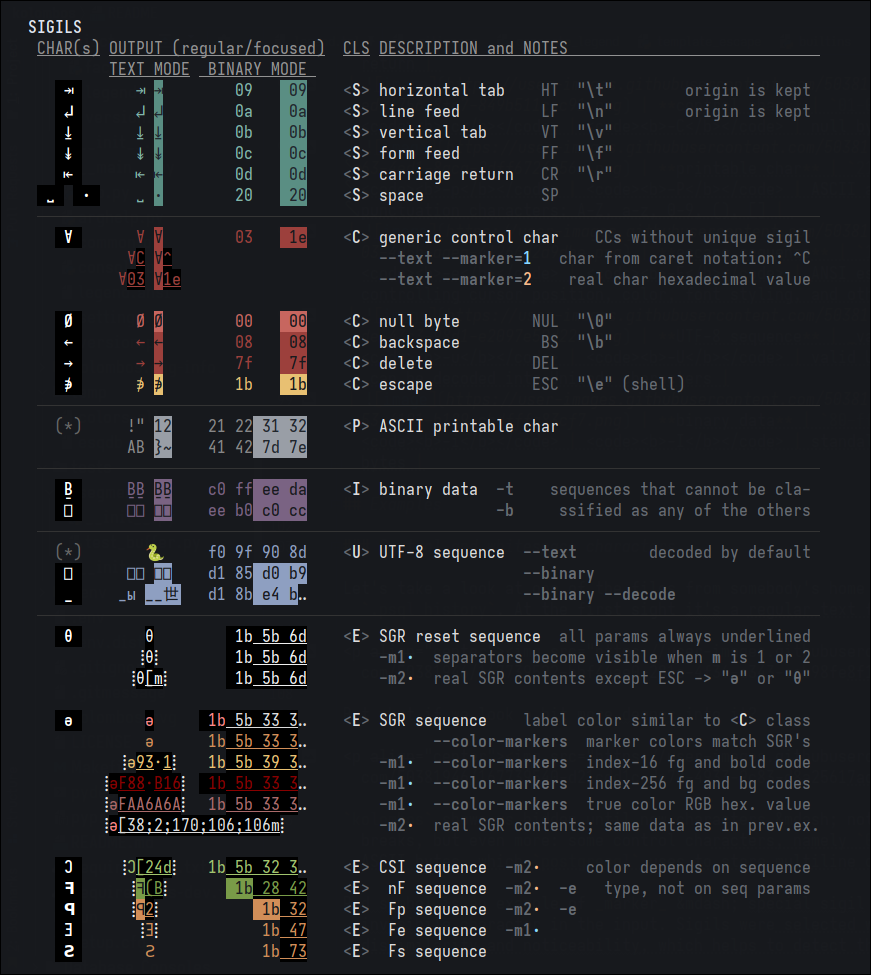 SIGILS
CHAR(s) OUTPUT (regular/focused) CLS DESCRIPTION and NOTES
TEXT MODE BINARY MODE
⇥ ⇥ ⇥ 09 09 <S> horizontal tab HT "\t" origin is kept
↲ ↲ ↲ 0a 0a <S> line feed LF "\n" origin is kept
⤓ ⤓ ⤓ 0b 0b <S> vertical tab VT "\v"
↡ ↡ ↡ 0c 0c <S> form feed FF "\f"
⇤ ⇤ ⇤ 0d 0d <S> carriage return CR "\r"
␣ · ␣ · 20 20 <S> space SP
Ɐ Ɐ Ɐ 03 1e <C> generic control char CCs without unique sigil
ⱯC Ɐ^ --text --marker=1 char from caret notation: ^C
Ɐ03 Ɐ1e --text --marker=2 real char hexadecimal value
Ø Ø Ø 00 00 <C> null byte NUL "\0"
← ← ← 08 08 <C> backspace BS "\b"
→ → → 7f 7f <C> delete DEL
∌ ∌ ∌ 1b 1b <C> escape ESC "\e" (shell)
(*) !" 12 21 22 31 32 <P> ASCII printable char
AB }~ 41 42 7d 7e
Ḇ ḆḆ ḆḆ c0 ff ee da <I> binary data -t sequences that cannot be cla-
□ □□ □□ ee b0 c0 cc -b ssified as any of the others
(*) 🐍 f0 9f 90 8d <U> UTF-8 sequence --text decoded by default
□ □□ □□ d1 85 d0 b9 --binary
_ _ы __世 d1 8b e4 b‥ --binary --decode
θ θ 1b 5b 6d <E> SGR reset sequence all params always underlined
⢸θ⡇ 1b 5b 6d -m1· separators become visible when m is 1 or 2
⢸θ[m⡇ 1b 5b 6d -m2· real SGR contents except ESC -> "ǝ" or "θ"
ǝ ǝ 1b 5b 33 3‥ <E> SGR sequence label color similar to <C> class
ǝ 1b 5b 33 3‥ --color-markers marker colors match SGR's
⢸ǝ93·1⡇ 1b 5b 39 3‥ -m1· --color-markers index-16 fg and bold code
⢸ǝF88·B16⡇ 1b 5b 33 3‥ -m1· --color-markers index-256 fg and bg codes
⢸ǝFAA6A6A⡇ 1b 5b 33 3‥ -m1· --color-markers true color RGB hex. value
⢸ǝ[38;2;170;106;106m⡇ -m2· real SGR contents; same data as in prev.ex.
Ɔ ⢸Ɔ[24d⡇ 1b 5b 32 3‥ <E> CSI sequence -m2· color depends on sequence
ꟻ ⢸ꟻ(B⡇ 1b 28 42 <E> nF sequence -m2· -e type, not on seq params
ꟼ ⢸ꟼ2⡇ 1b 32 <E> Fp sequence -m2· -e
Ǝ ⢸Ǝ⡇ 1b 47 <E> Fe sequence -m1·
Ƨ Ƨ 1b 73 <E> Fs sequence